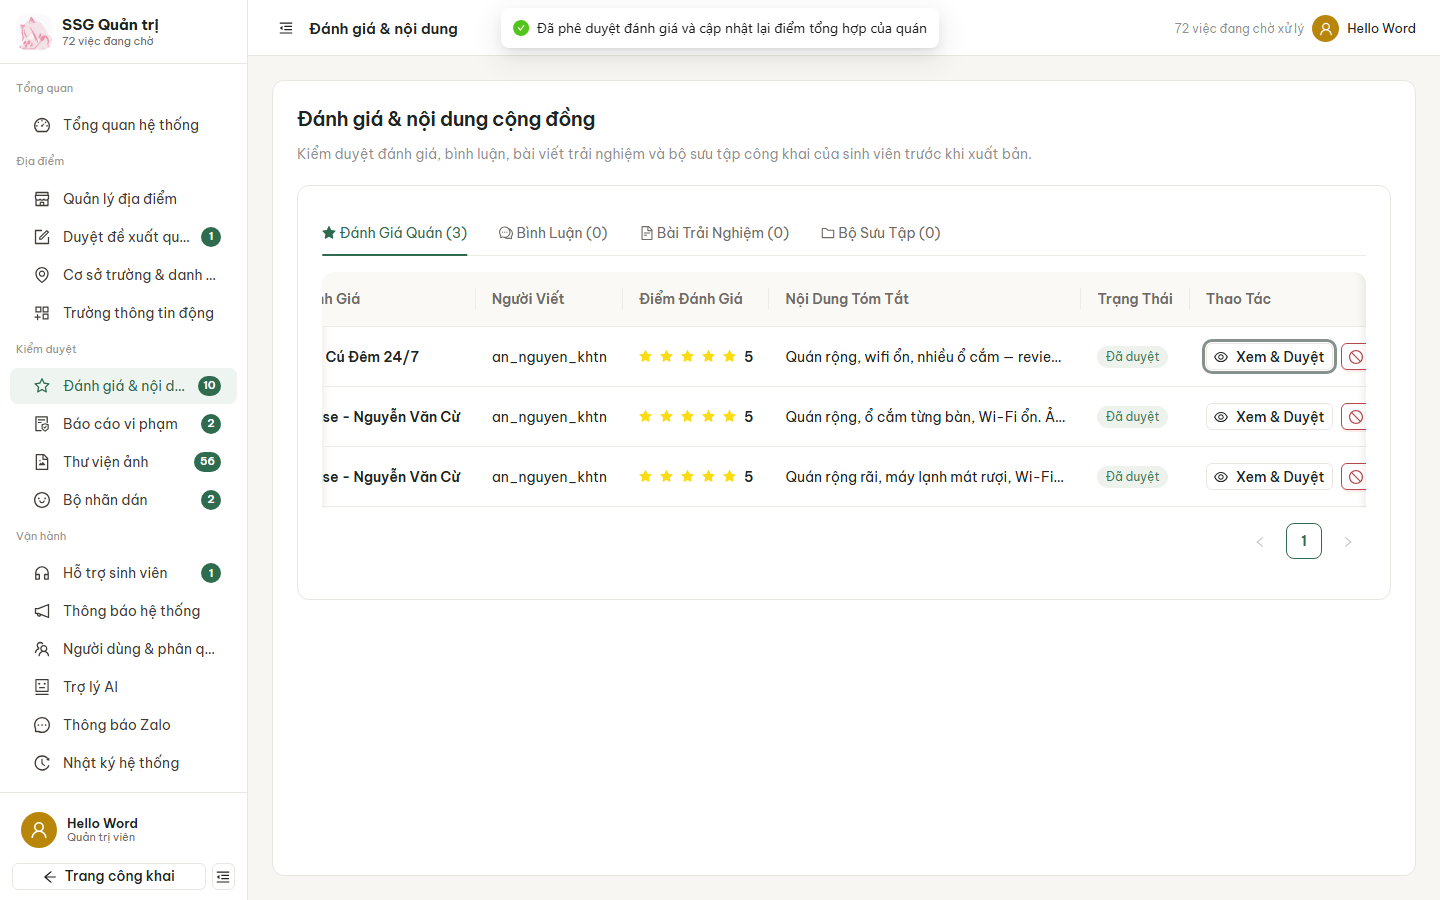 SSG Quản trị
72 việc đang chờ
Tổng quan
Tổng quan hệ thống
Địa điểm
Quản lý địa điểm
Duyệt đề xuất qu... 1
Cơ sở trường & danh ...
Trường thông tin động
Kiểm duyệt
Đánh giá & nội d... 10
Báo cáo vi phạm 2
Thư viện ảnh 56
Bộ nhãn dán 2
Vận hành
Hỗ trợ sinh viên 1
Thông báo hệ thống
Người dùng & phân q...
Trợ lý AI
Thông báo Zalo
Nhật ký hệ thống
Hello Word
Quản trị viên
Trang công khai
Đánh giá & nội dung
Đã phê duyệt đánh giá và cập nhật lại điểm tổng hợp của quán
72 việc đang chờ xử lý
Hello Word
Đánh giá & nội dung cộng đồng
Kiểm duyệt đánh giá, bình luận, bài viết trải nghiệm và bộ sưu tập công khai của sinh viên trước khi xuất bản.
Đánh Giá Quán (3) Bình Luận (0) Bài Trải Nghiệm (0) Bộ Sưu Tập (0)
nh Giá Người Viết Điểm Đánh Giá Nội Dung Tóm Tắt Trạng Thái Thao Tác
Cú Đêm 24/7 an_nguyen_khtn 5 Quán rộng, wifi ổn, nhiều ổ cắm — revie... Đã duyệt Xem & Duyệt
se - Nguyễn Văn Cừ an_nguyen_khtn 5 Quán rộng, ổ cắm từng bàn, Wi-Fi ổn. Ả... Đã duyệt Xem & Duyệt
se - Nguyễn Văn Cừ an_nguyen_khtn 5 Quán rộng rãi, máy lạnh mát rượi, Wi-Fi... Đã duyệt Xem & Duyệt
1